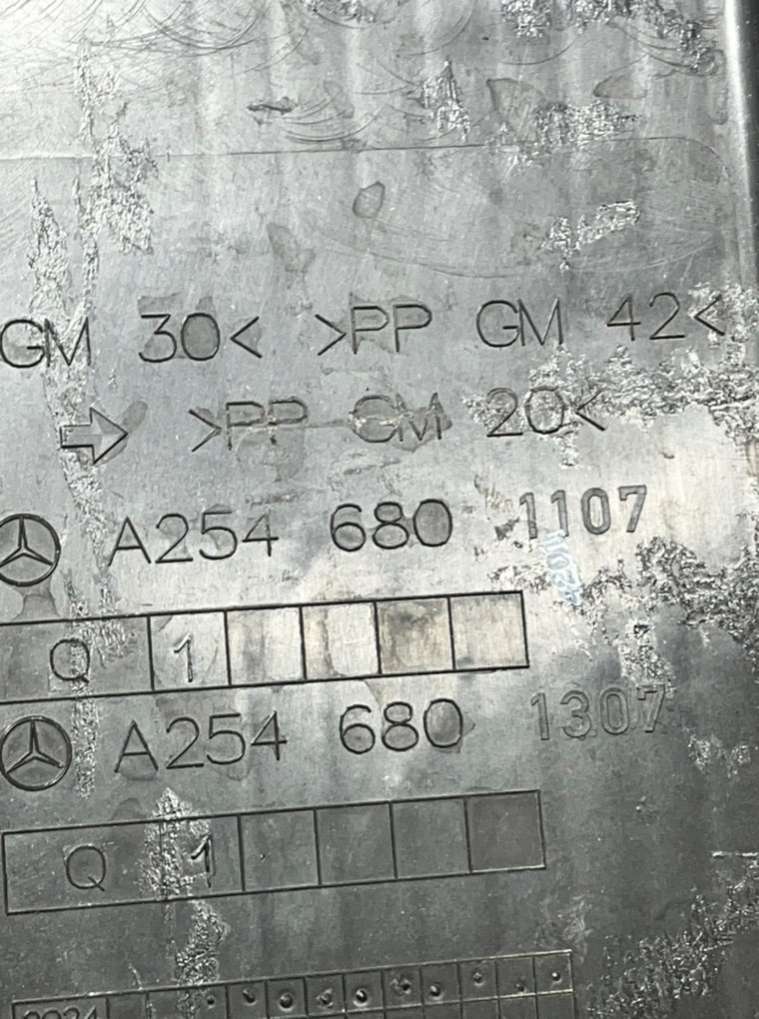 GM 30< >PP GM 42<
>PP GM 20<
A254 680 1107
Q 1
A254 680 1307
Q 1